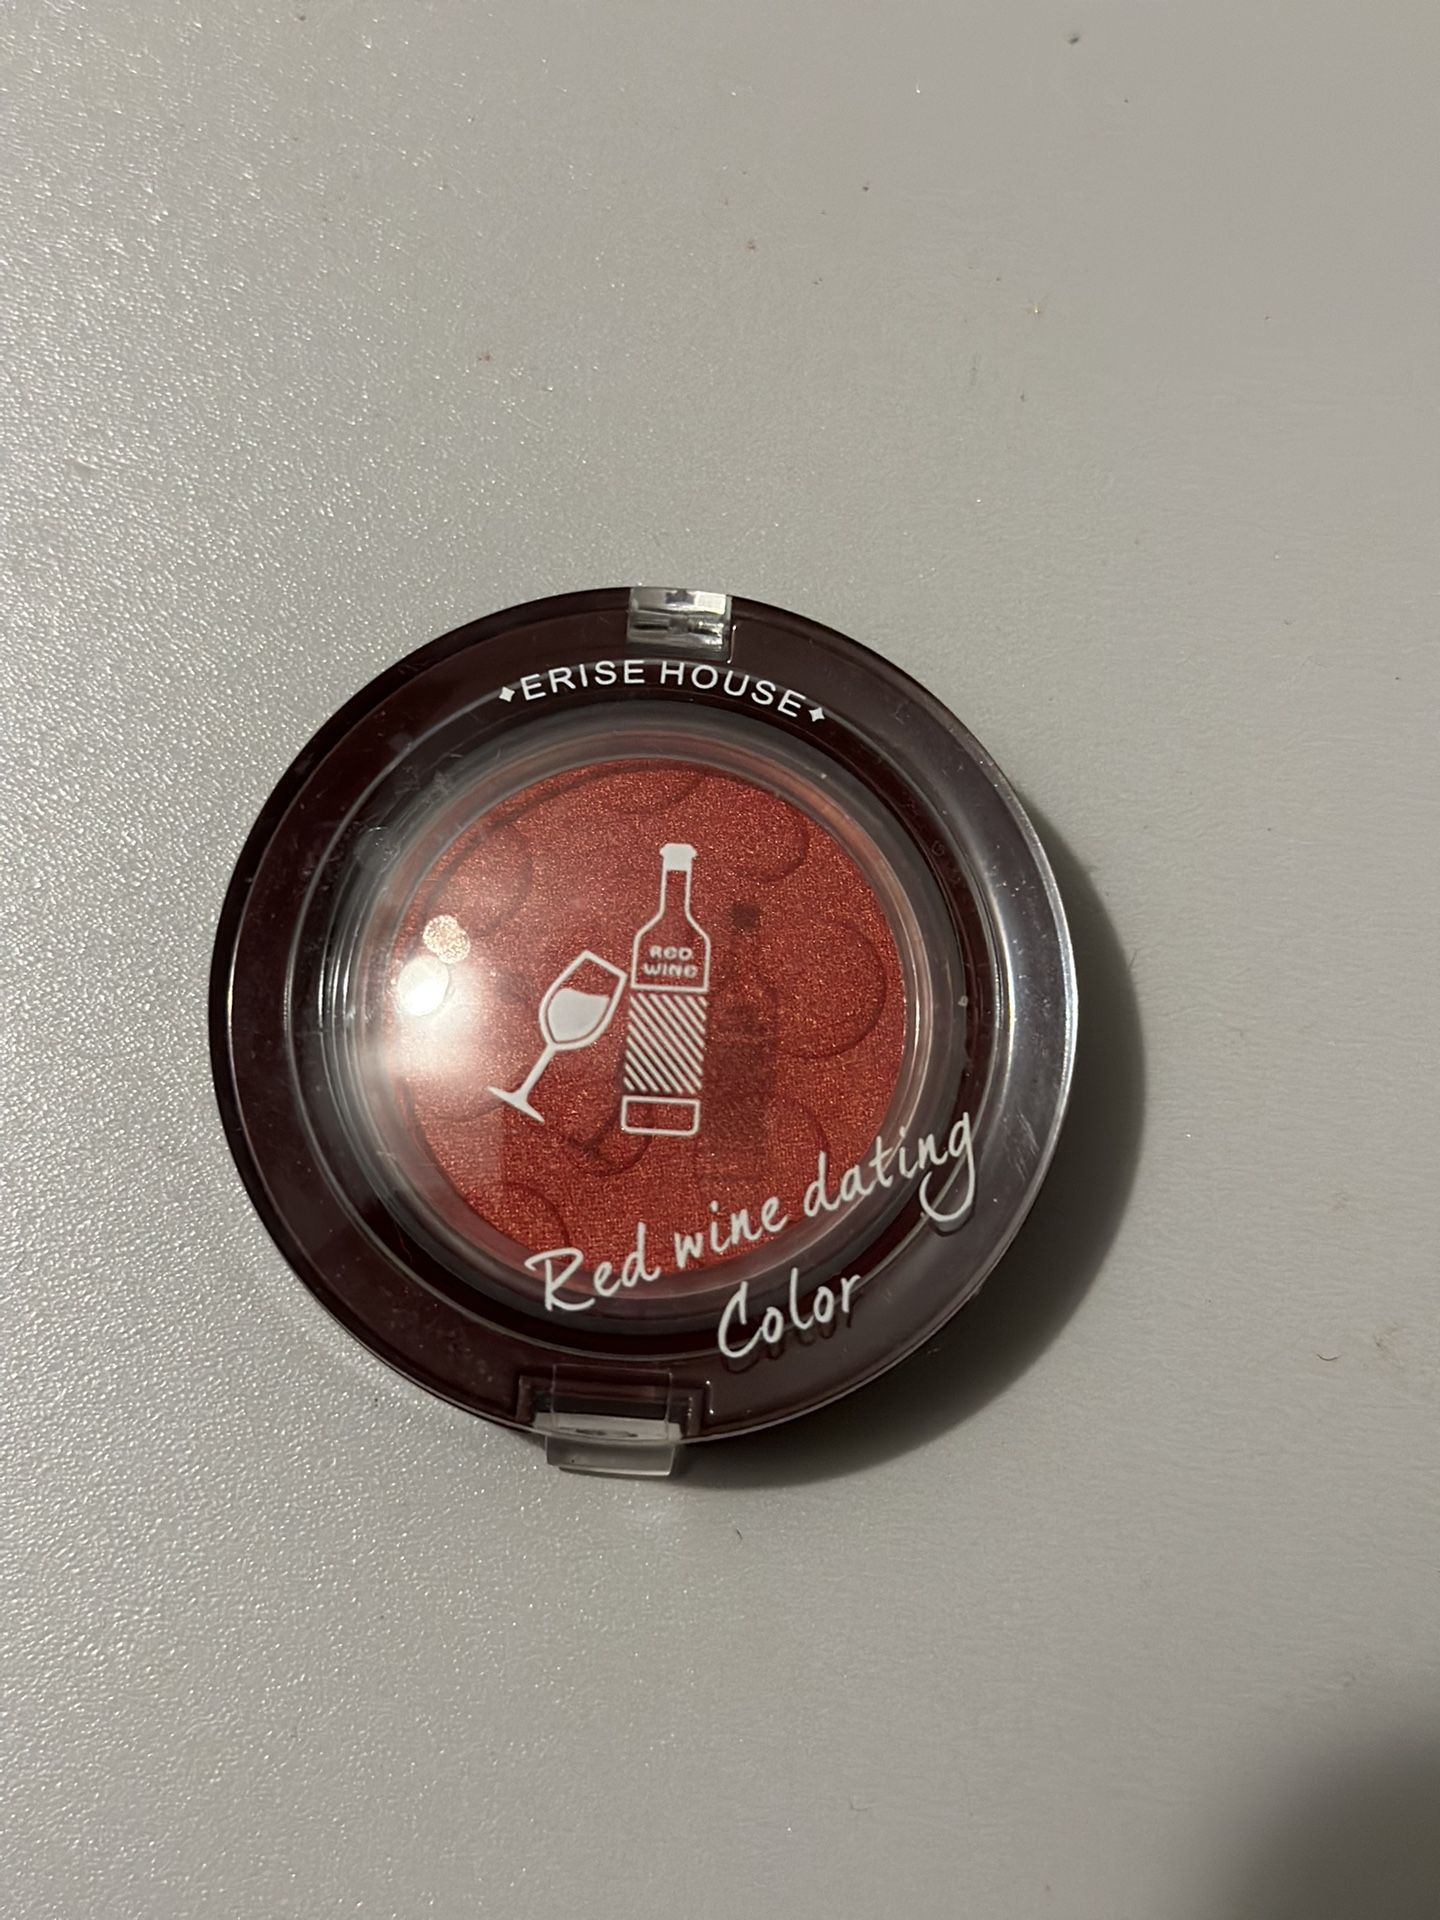 ERISE HOUSE
RED
WINE
Red wine dating
Color